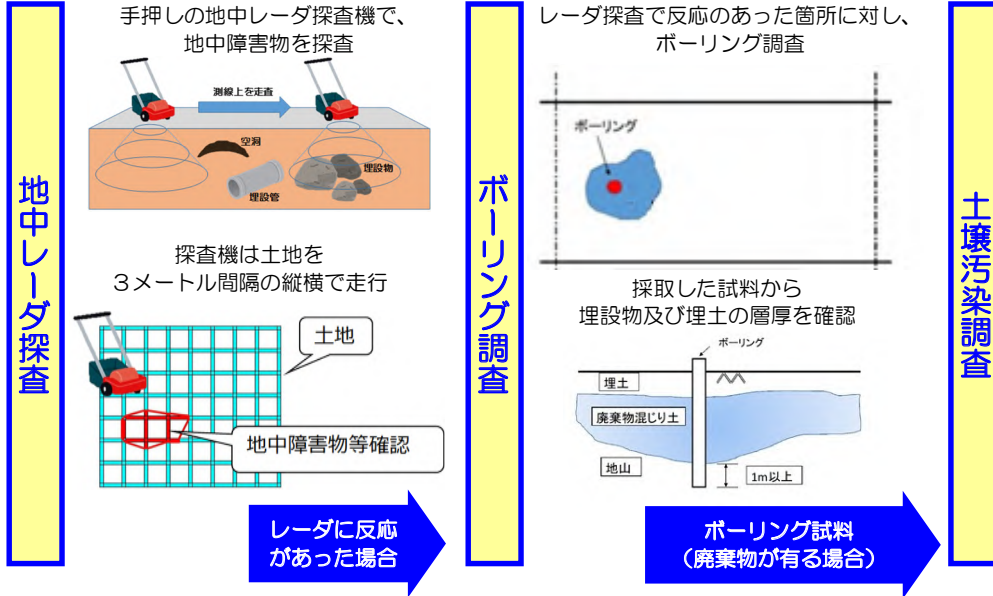 地中レーダ探査
手押しの地中レーダ探査機で、
地中障害物を探査
測線上を走査
空洞
埋設管
埋設物
探査機は土地を
３メートル間隔の縦横で走行
土地
地中障害物等確認
レーダに反応
があった場合
ボーリング調査
レーダ探査で反応のあった箇所に対し、
ボーリング調査
ボーリング
採取した試料から
埋設物及び埋土の層厚を確認
ボーリング
埋土
廃棄物混じり土
地山
1m以上
ボーリング試料
（廃棄物が有る場合）
土壌汚染調査